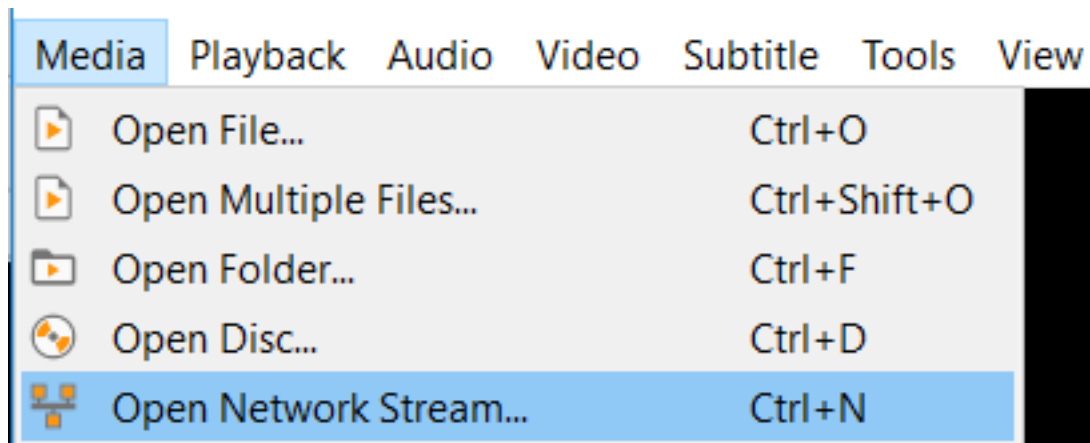 Media Playback Audio Video Subtitle Tools View
Open File... Ctrl+O
Open Multiple Files... Ctrl+Shift+O
Open Folder... Ctrl+F
Open Disc... Ctrl+D
Open Network Stream... Ctrl+N